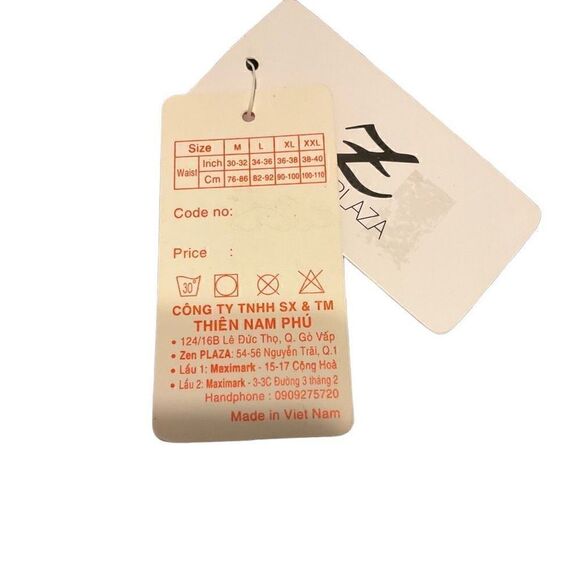 Size M L XL XXL
Waist Inch 30-32 34-36 36-38 38-40
Cm 76-86 82-92 90-100 100-110
Code no:
Price :
30°
CÔNG TY TNHH SX & TM
THIÊN NAM PHÚ
• 124/16B Lê Đức Thọ, Q. Gò Vấp
• Zen PLAZA: 54-56 Nguyễn Trãi, Q.1
• Lầu 1: Maximark - 15-17 Cộng Hoà
• Lầu 2: Maximark - 3-3C Đường 3 tháng 2
Handphone : 0909275720
Made in Viet Nam
Z
PLAZA